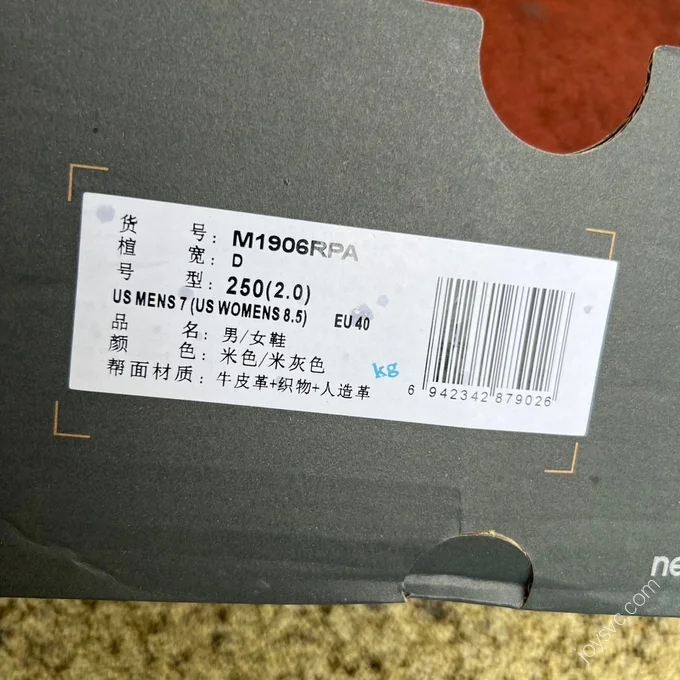 货 号: M1906RPA
楦 宽: D
号 型: 250(2.0)
US MENS 7 (US WOMENS 8.5) EU 40
品 名: 男/女鞋
颜 色: 米色/米灰色
帮面材质: 牛皮革+织物+人造革
kg
6 942342 879026
ne
joysvc.com